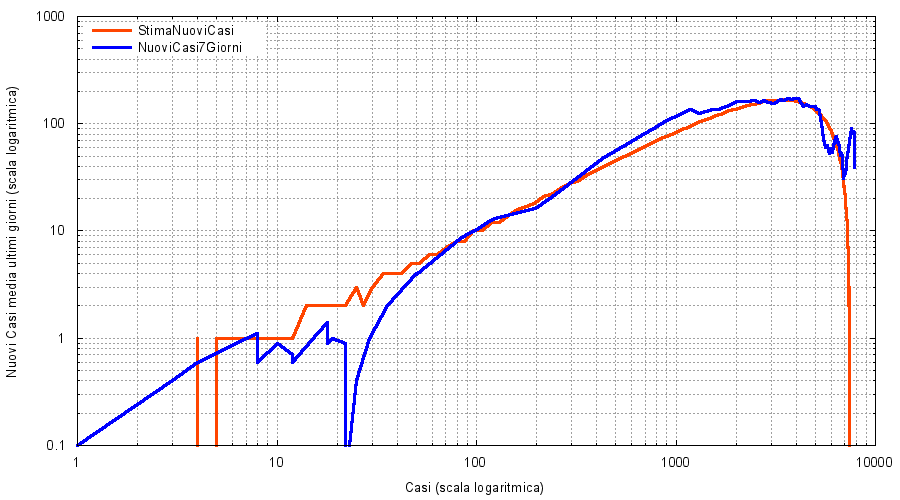 1000
100
10
1
0.1
StimaNuoviCasi
NuoviCasi7Giorni
Nuovi Casi media ultimi giorni (scala logaritmica)
1 10 100 1000 10000
Casi (scala logaritmica)